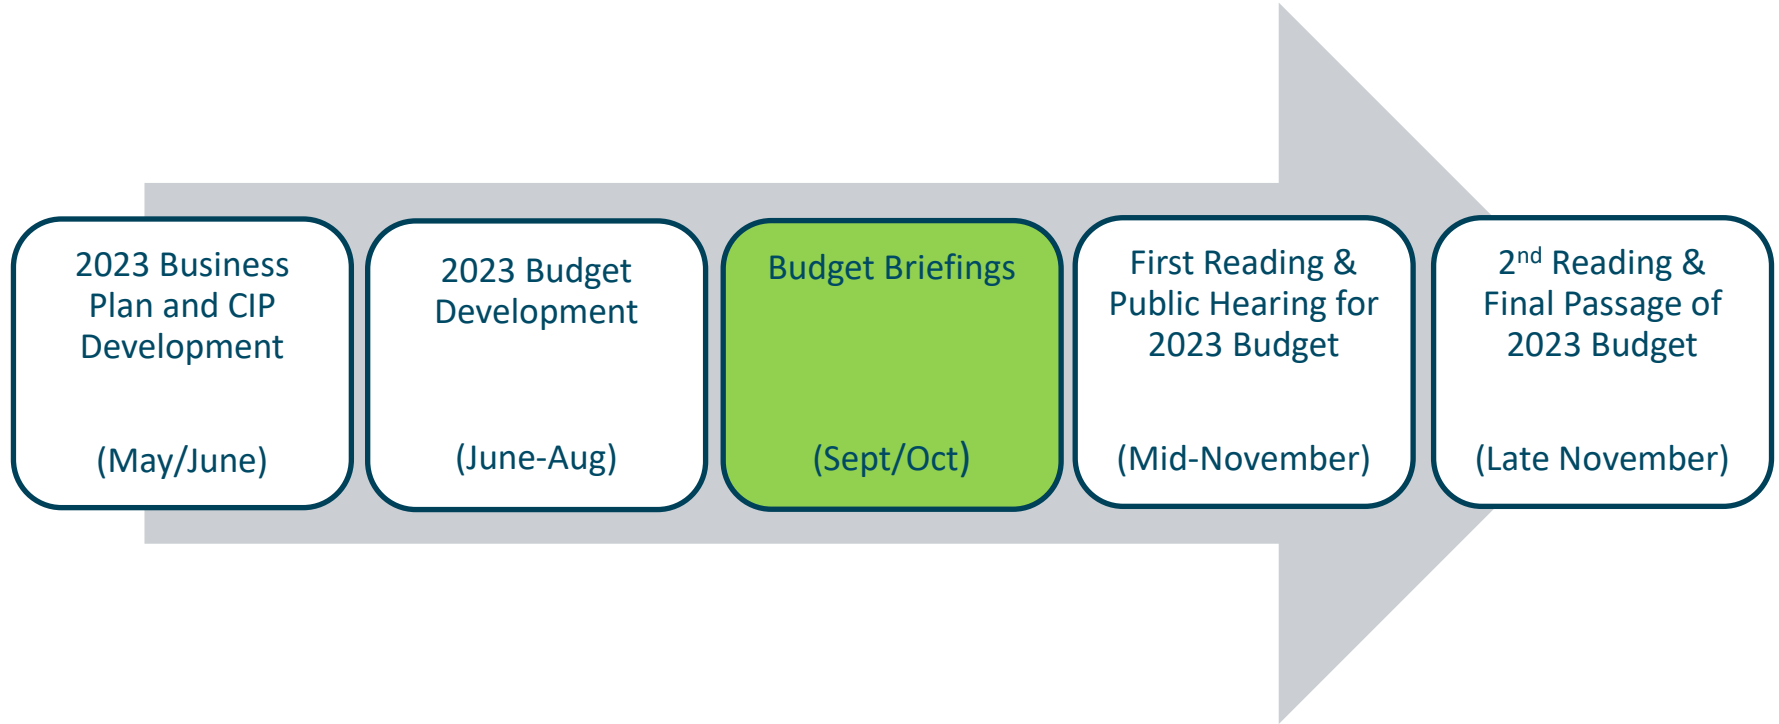 2023 Business
Plan and CIP
Development
(May/June)
2023 Budget
Development
(June-Aug)
Budget Briefings
(Sept/Oct)
First Reading &
Public Hearing for
2023 Budget
(Mid-November)
2nd Reading &
Final Passage of
2023 Budget
(Late November)